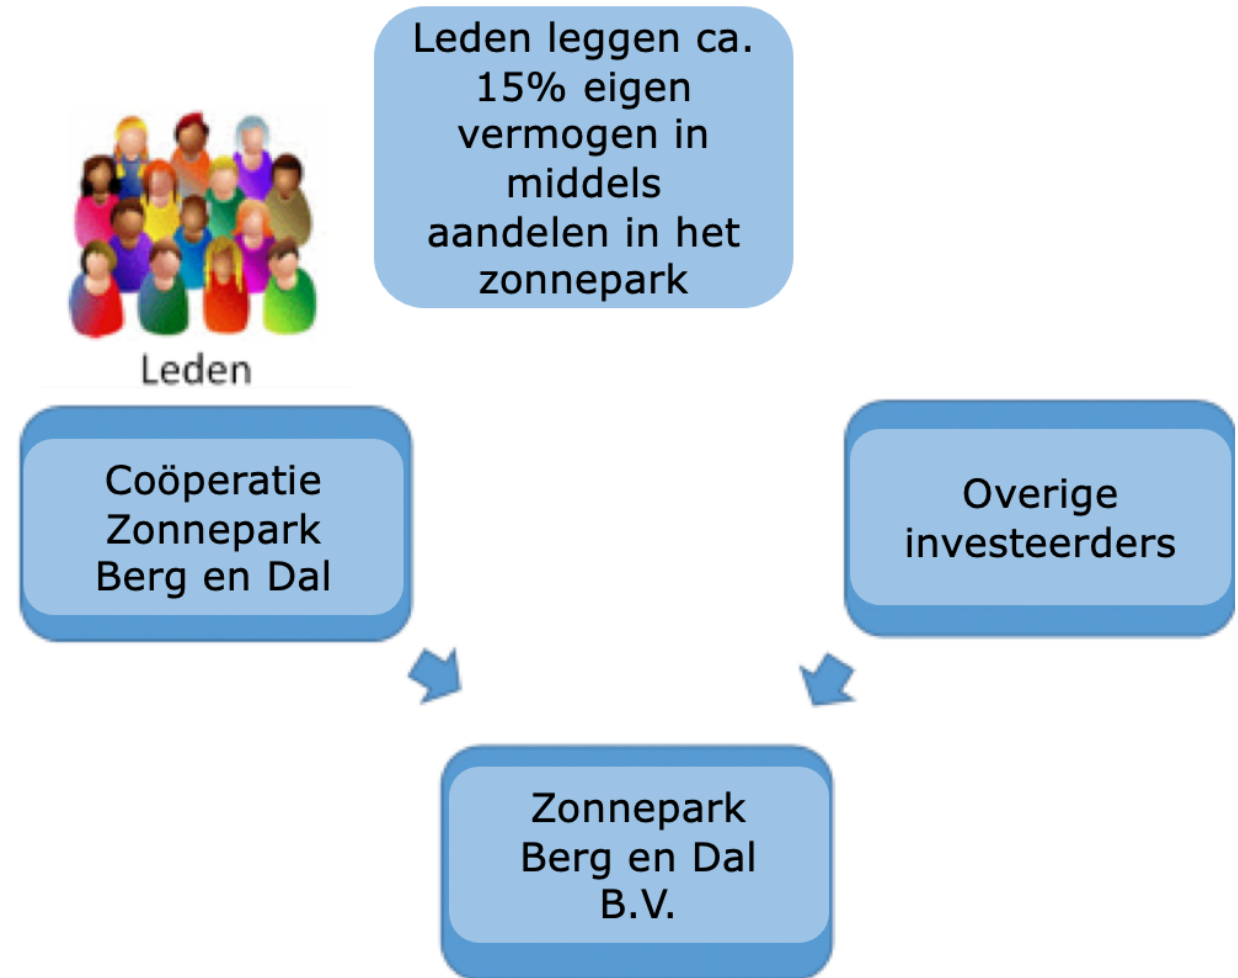 Leden leggen ca.
15% eigen
vermogen in
middels
aandelen in het
zonnepark
Leden
Coöperatie
Zonnepark
Berg en Dal
Overige
investeerders
Zonnepark
Berg en Dal
B.V.